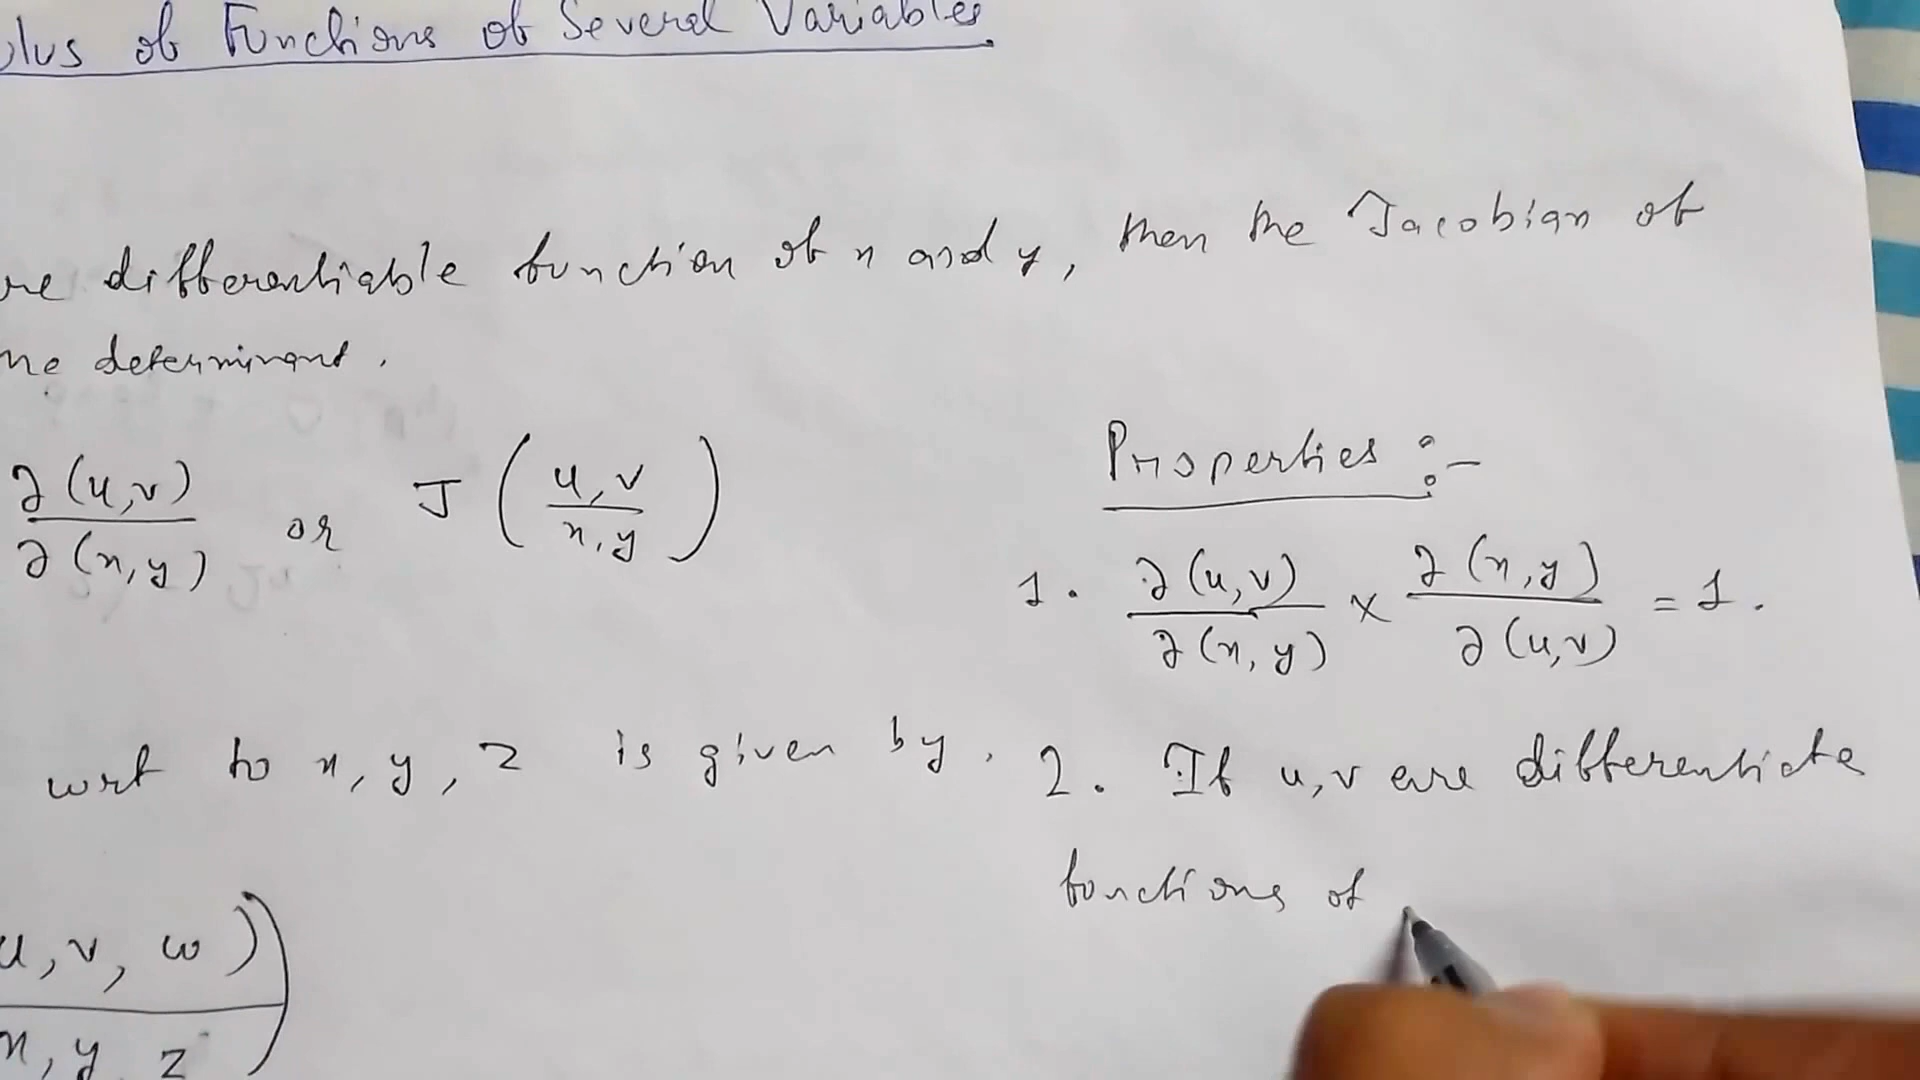 lus of Functions of Several Variables.
re differentiable function of x and y, then the Jacobian of
he determinant.
∂(u,v)/∂(x,y) or J(u,v/x,y)
Properties :-
1. ∂(u,v)/∂(x,y) × ∂(x,y)/∂(u,v) = 1.
wrt to x, y, z is given by.
2. If u,v are differentiate
functions of
u, v, w)
x, y, z